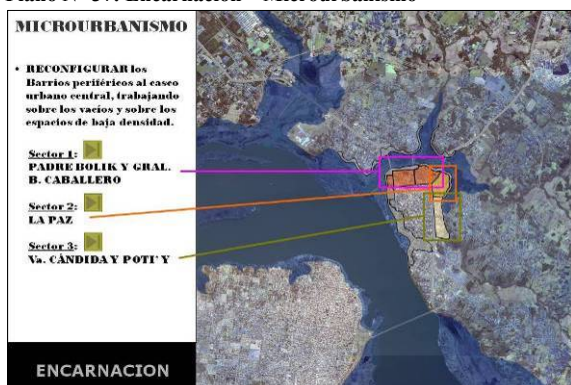 Plano N° 37: Encarnación – Microurbanismo
MICROURBANISMO
• RECONFIGURAR los
Barrios periféricos al casco
urbano central, trabajando
sobre los vacíos y sobre los
espacios de baja densidad.
Sector 1:
PADRE BOLIK Y GRAL.
B. CABALLERO
Sector 2:
LA PAZ
Sector 3:
Va. CÀNDIDA Y POTI' Y
ENCARNACION